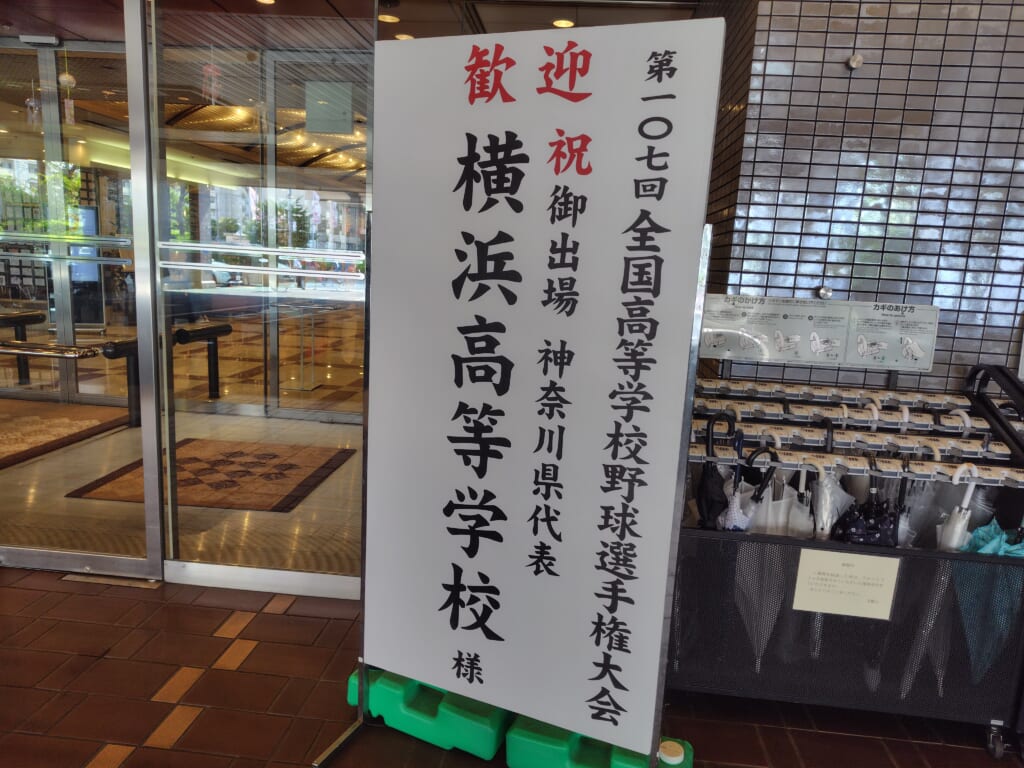 第一〇七回 全国高等学校野球選手権大会
歓迎
祝 御出場 神奈川県代表
横浜高等学校 様
カギのかけ方
カギのあけ方